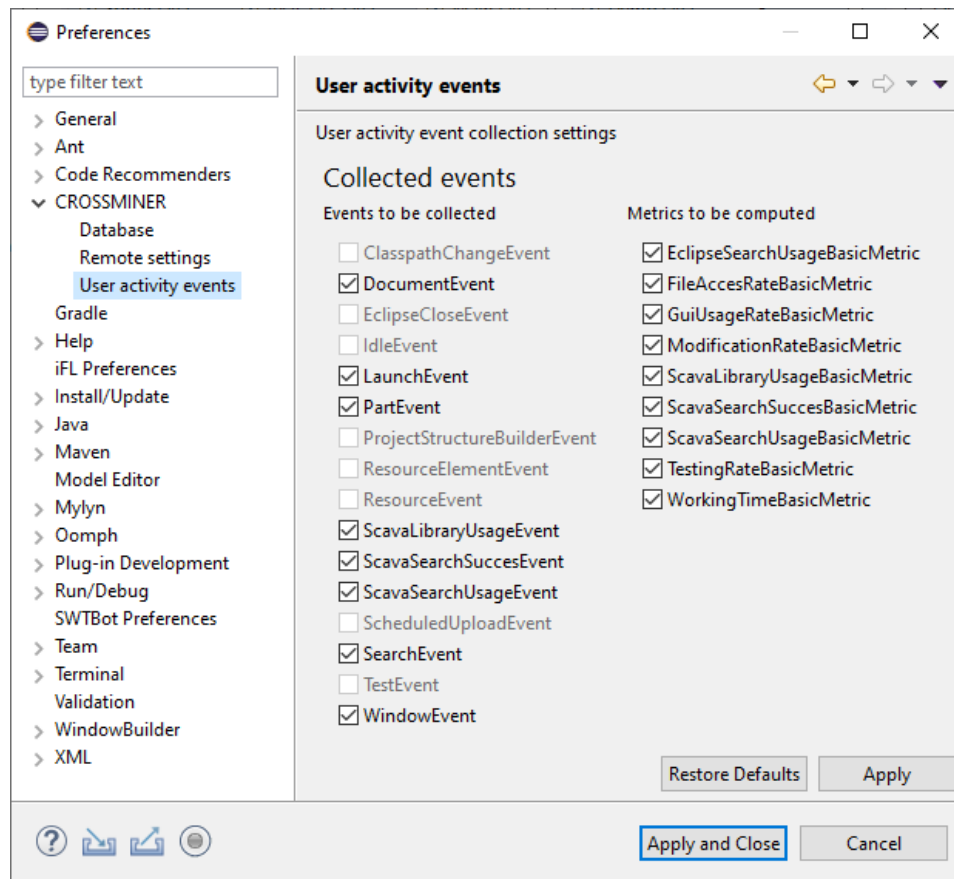 Preferences
type filter text
General
Ant
Code Recommenders
CROSSMINER
Database
Remote settings
User activity events
Gradle
Help
iFL Preferences
Install/Update
Java
Maven
Model Editor
Mylyn
Oomph
Plug-in Development
Run/Debug
SWTBot Preferences
Team
Terminal
Validation
WindowBuilder
XML
User activity events
User activity event collection settings
Collected events
Events to be collected
ClasspathChangeEvent
DocumentEvent
EclipseCloseEvent
IdleEvent
LaunchEvent
PartEvent
ProjectStructureBuilderEvent
ResourceElementEvent
ResourceEvent
ScavaLibraryUsageEvent
ScavaSearchSuccesEvent
ScavaSearchUsageEvent
ScheduledUploadEvent
SearchEvent
TestEvent
WindowEvent
Metrics to be computed
EclipseSearchUsageBasicMetric
FileAccesRateBasicMetric
GuiUsageRateBasicMetric
ModificationRateBasicMetric
ScavaLibraryUsageBasicMetric
ScavaSearchSuccesBasicMetric
ScavaSearchUsageBasicMetric
TestingRateBasicMetric
WorkingTimeBasicMetric
Restore Defaults
Apply
?
Apply and Close
Cancel